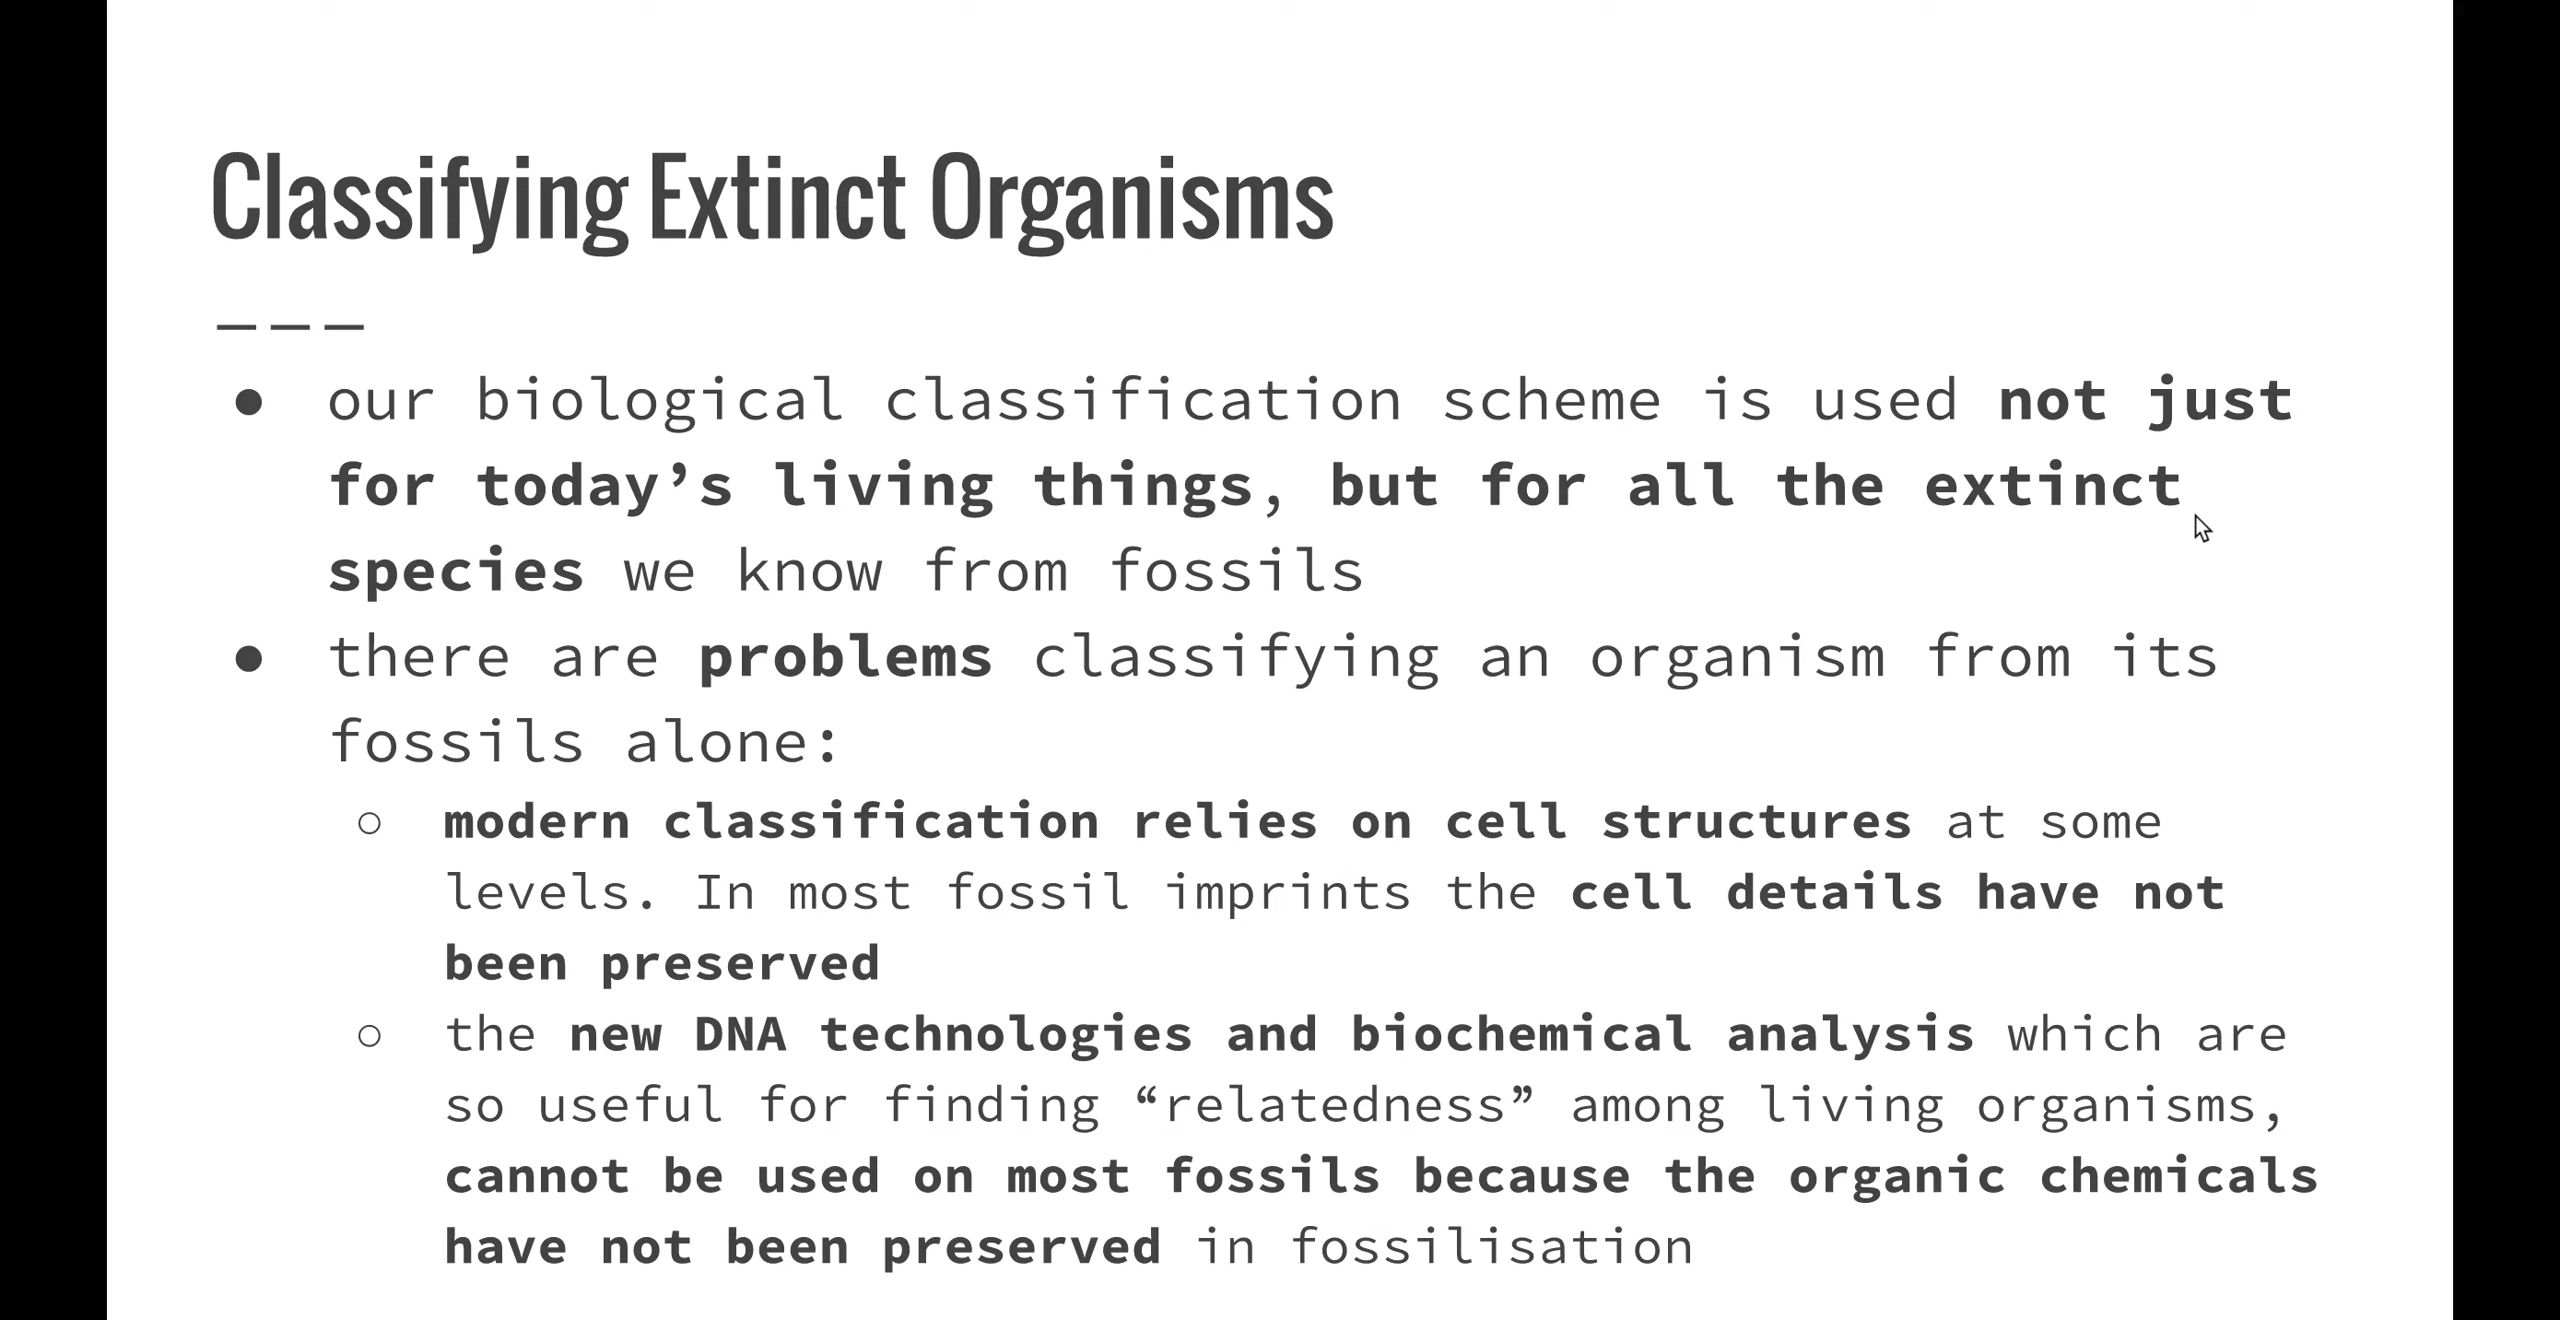 Classifying Extinct Organisms
● our biological classification scheme is used not just
for today’s living things, but for all the extinct
species we know from fossils
● there are problems classifying an organism from its
fossils alone:
○ modern classification relies on cell structures at some
levels. In most fossil imprints the cell details have not
been preserved
○ the new DNA technologies and biochemical analysis which are
so useful for finding “relatedness” among living organisms,
cannot be used on most fossils because the organic chemicals
have not been preserved in fossilisation